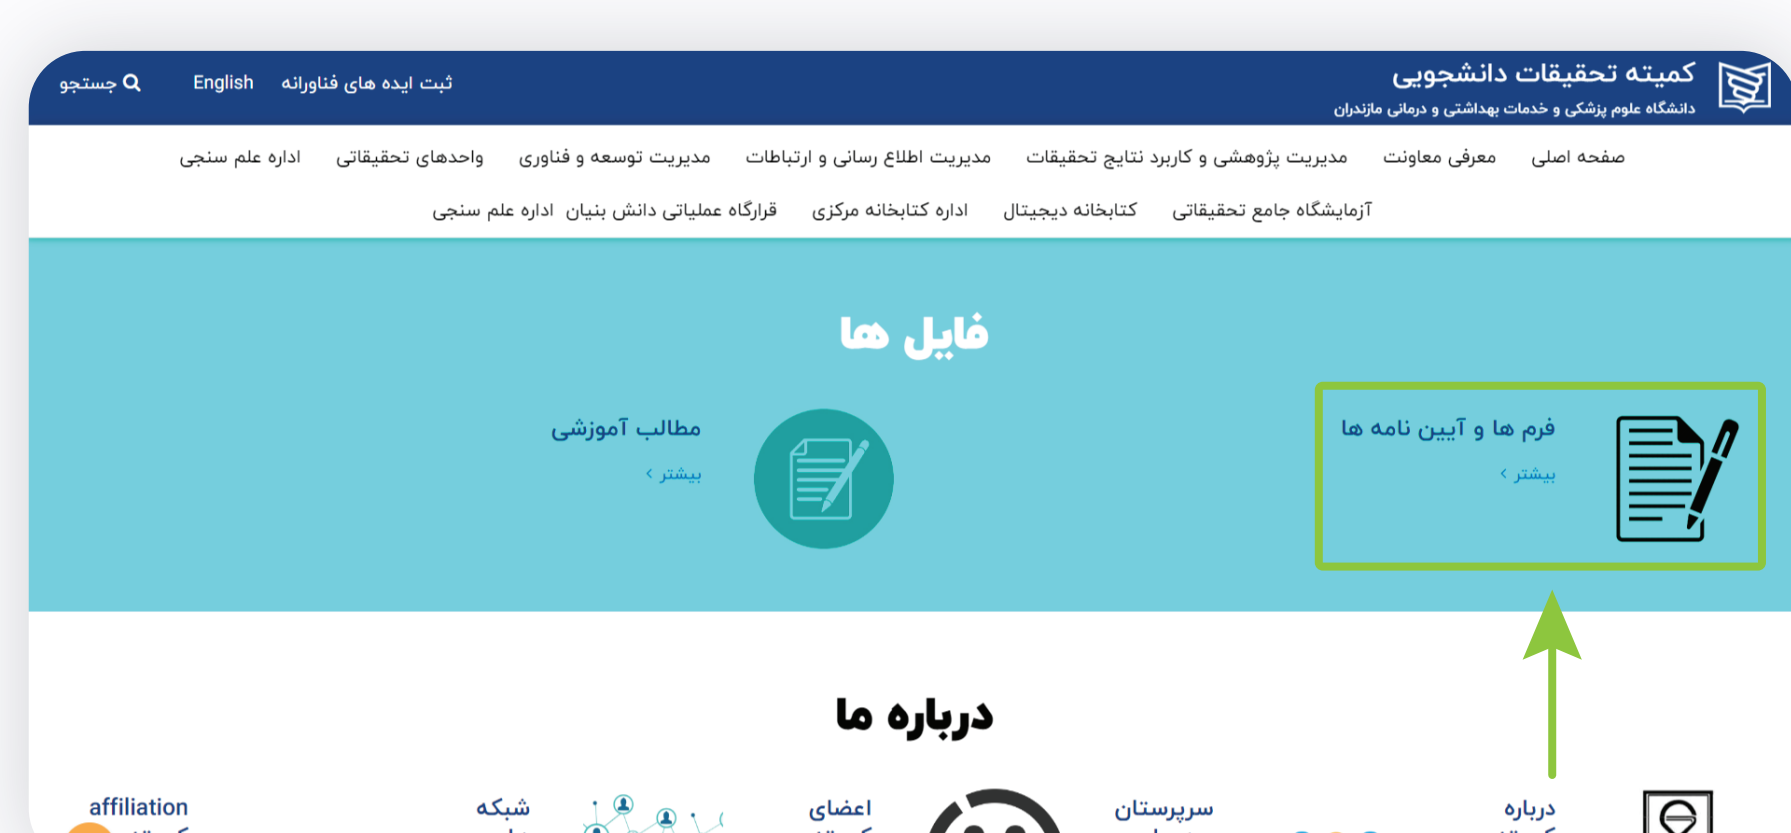 کمیته تحقیقات دانشجویی
دانشگاه علوم پزشکی و خدمات بهداشتی و درمانی مازندران
ثبت ایده های فناورانه English جستجو
صفحه اصلی معرفی معاونت مدیریت پژوهشی و کاربرد نتایج تحقیقات مدیریت اطلاع رسانی و ارتباطات مدیریت توسعه و فناوری واحدهای تحقیقاتی اداره علم سنجی
آزمایشگاه جامع تحقیقاتی کتابخانه دیجیتال اداره کتابخانه مرکزی قرارگاه عملیاتی دانش بنیان اداره علم سنجی
فایل ها
فرم ها و آیین نامه ها
بیشتر >
مطالب آموزشی
بیشتر >
درباره ما
درباره
سرپرستان
اعضای
شبکه
affiliation